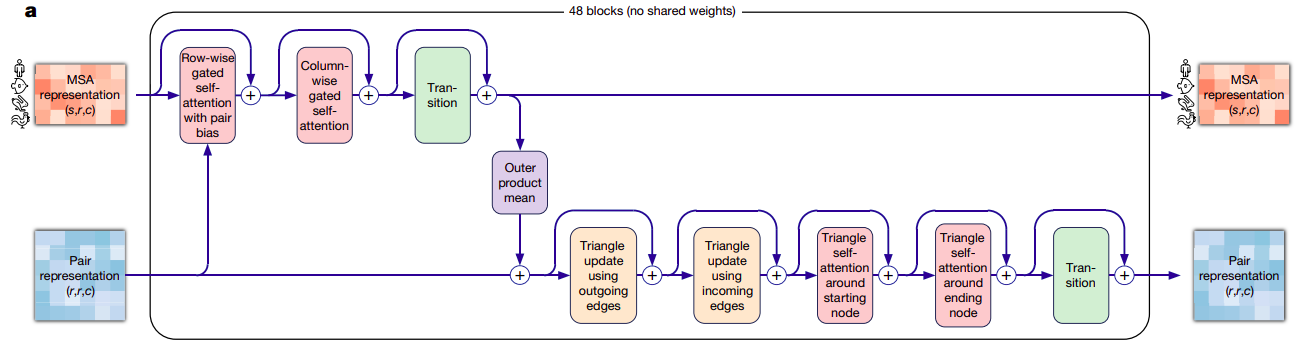 a
48 blocks (no shared weights)
MSA
representation
(s,r,c)
Row-wise
gated
self-
attention
with pair
bias
+
Column-
wise
gated
self-
attention
+
Tran-
sition
+
MSA
representation
(s,r,c)
Outer
product
mean
Pair
representation
(r,r,c)
+
Triangle
update
using
outgoing
edges
+
Triangle
update
using
incoming
edges
+
Triangle
self-
attention
around
starting
node
+
Triangle
self-
attention
around
ending
node
+
Tran-
sition
+
Pair
representation
(r,r,c)